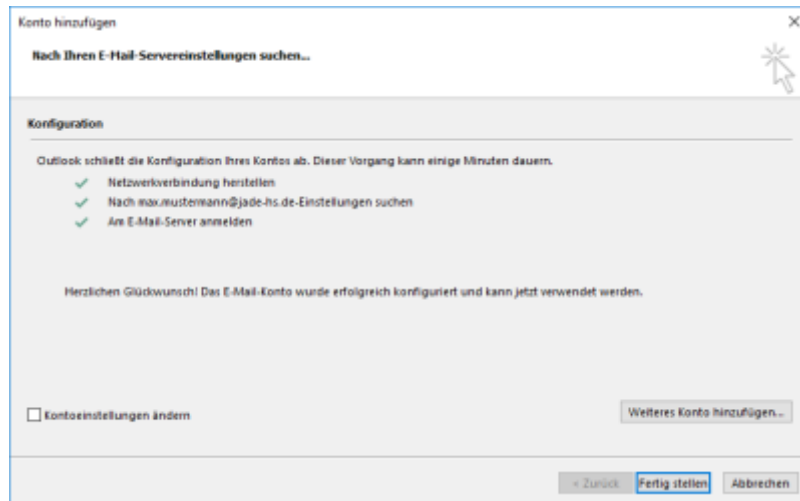 Konto hinzufügen
Nach Ihren E-Mail-Servereinstellungen suchen...
Konfiguration
Outlook schließt die Konfiguration Ihres Kontos ab. Dieser Vorgang kann einige Minuten dauern.
Netzwerkverbindung herstellen
Nach max.mustermann@jade-hs.de-Einstellungen suchen
Am E-Mail-Server anmelden
Herzlichen Glückwunsch! Das E-Mail-Konto wurde erfolgreich konfiguriert und kann jetzt verwendet werden.
Kontoeinstellungen ändern
Weiteres Konto hinzufügen...
< Zurück Fertig stellen Abbrechen